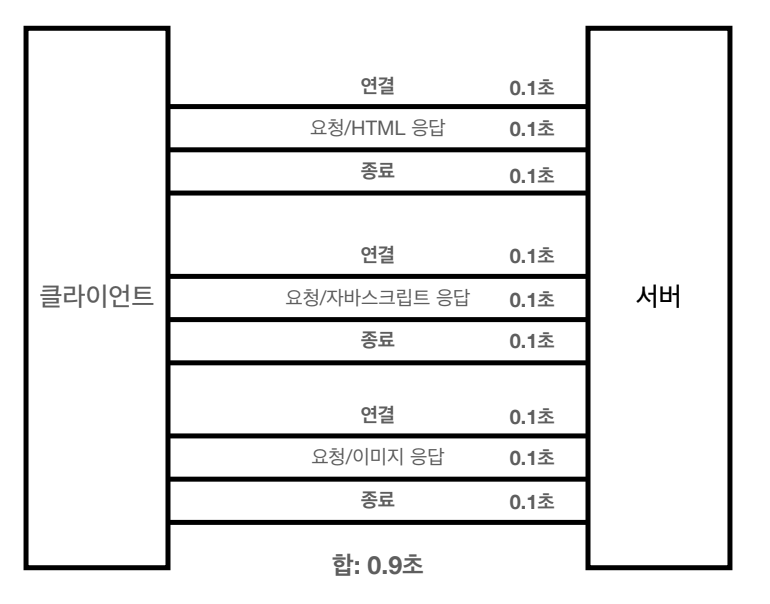 연결 0.1초
요청/HTML 응답 0.1초
종료 0.1초
연결 0.1초
클라이언트
요청/자바스크립트 응답 0.1초
서버
종료 0.1초
연결 0.1초
요청/이미지 응답 0.1초
종료 0.1초
합: 0.9초